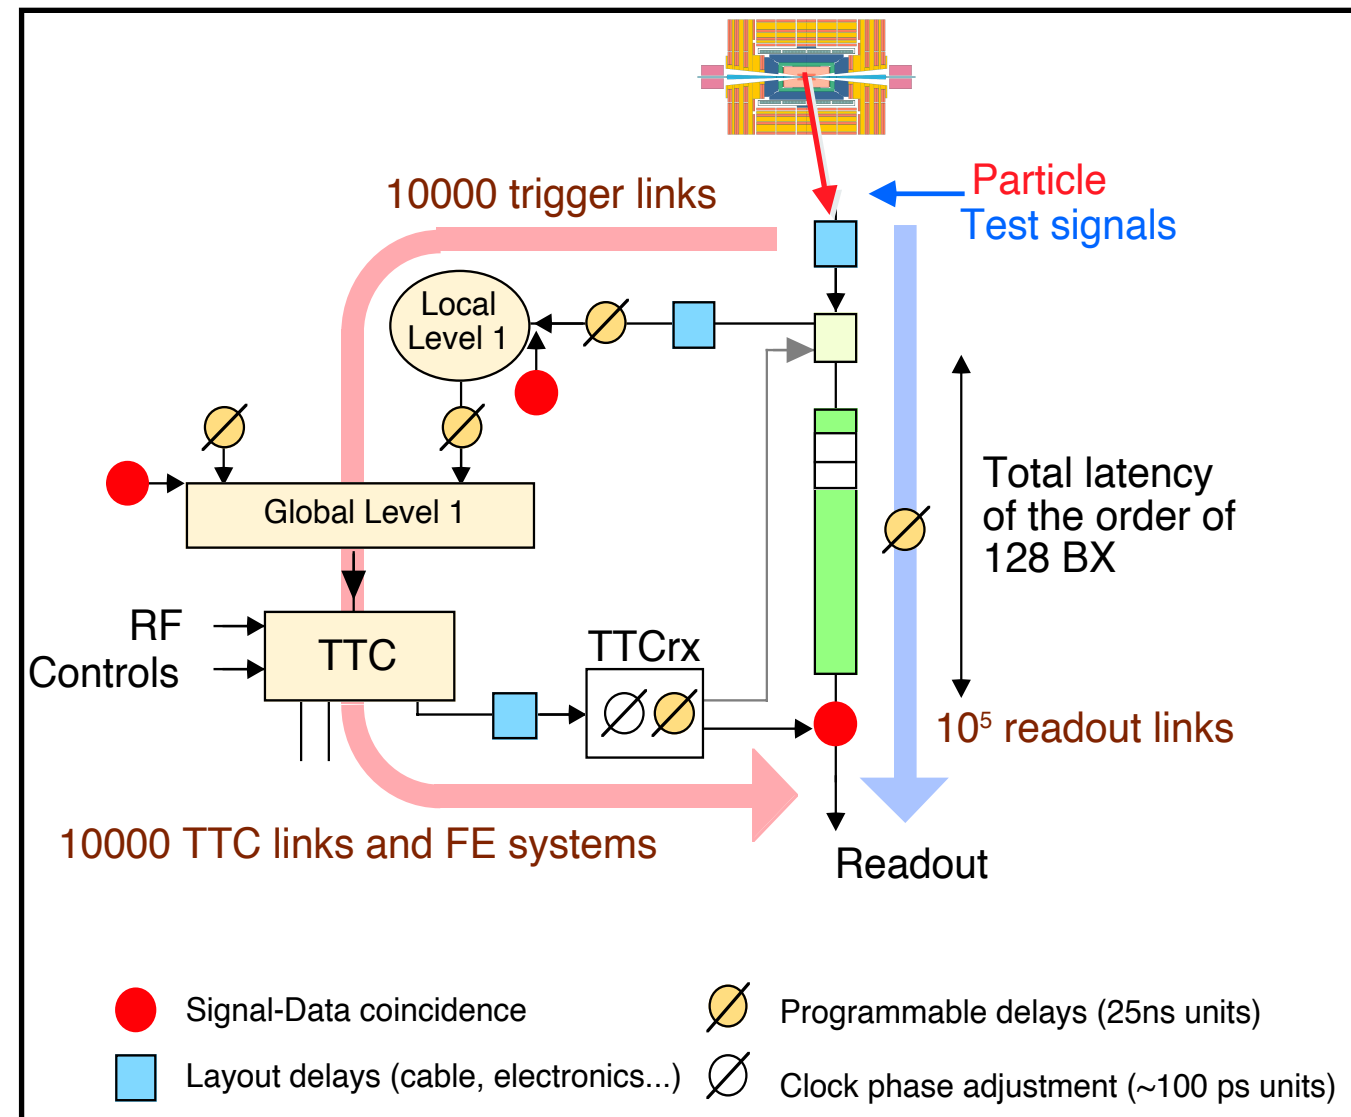 Particle
Test signals
10000 trigger links
Local
Level 1
Global Level 1
Total latency
of the order of
128 BX
RF
Controls
TTC
TTCrx
10⁵ readout links
10000 TTC links and FE systems
Readout
Signal-Data coincidence
Programmable delays (25ns units)
Layout delays (cable, electronics...)
Clock phase adjustment (~100 ps units)